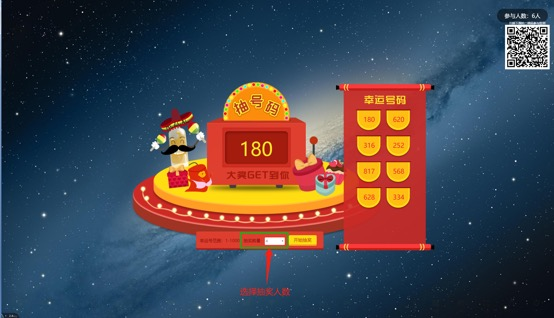 参与人数：6人
抽号码
幸运号码
180 620
316 252
817 568
628 334
180
大奖GET到你
开始抽奖
选择抽奖人数